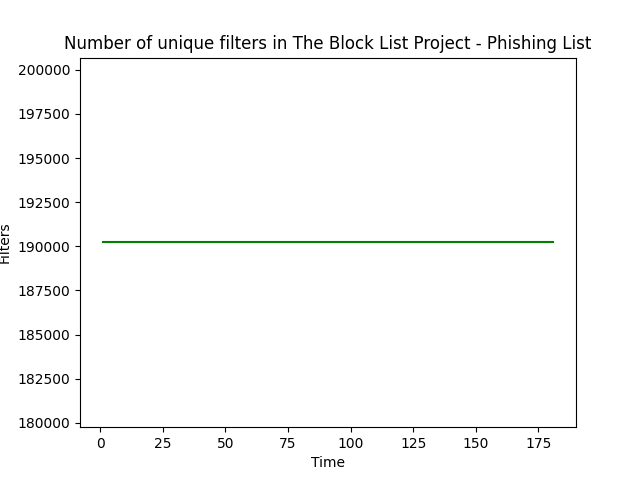 Number of unique filters in The Block List Project - Phishing List
200000
197500
195000
192500
190000
187500
185000
182500
180000
Filters
0 25 50 75 100 125 150 175
Time